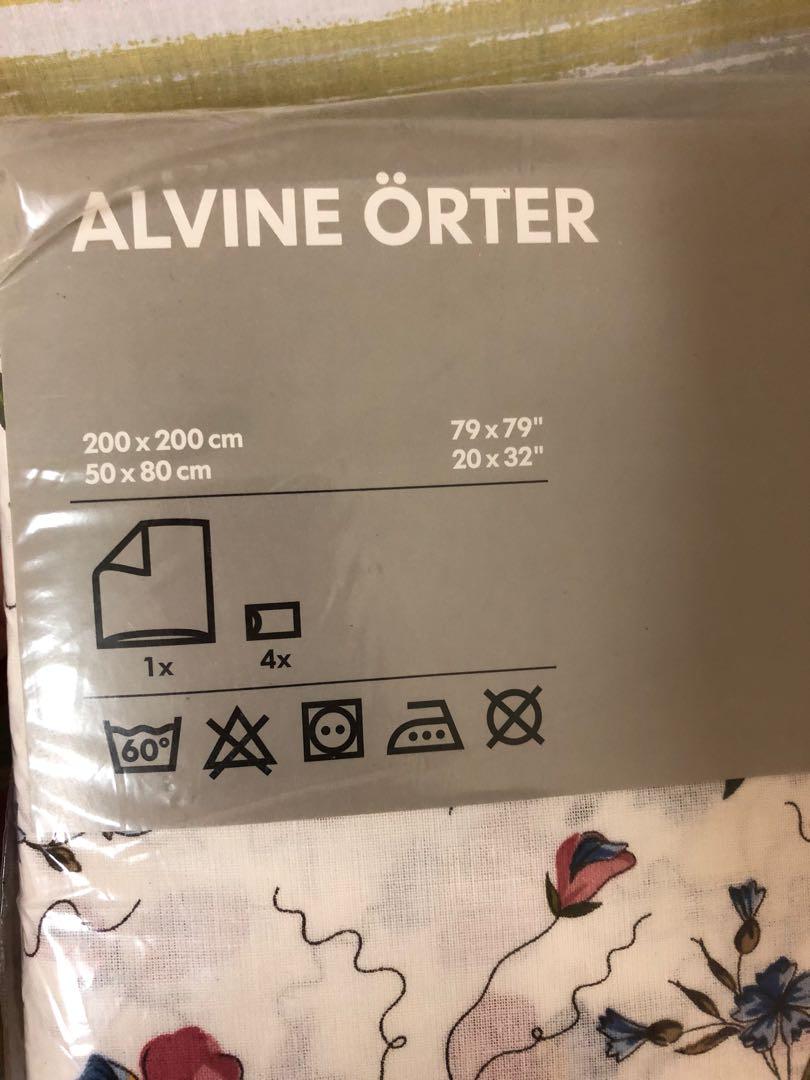 ALVINE ÖRTER
200 x 200 cm 79 x 79"
50 x 80 cm 20 x 32"
1x 4x
60°